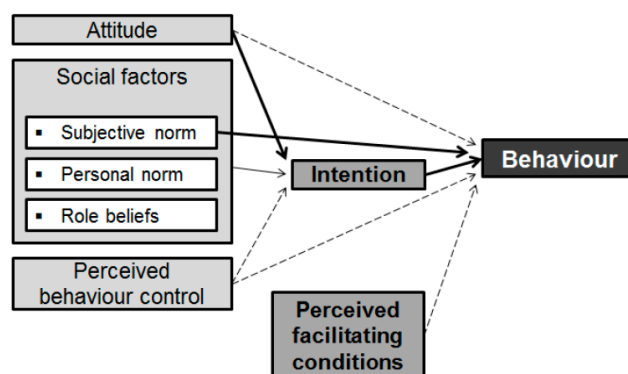 Attitude
Social factors
▪ Subjective norm
▪ Personal norm
▪ Role beliefs
Perceived
behaviour control
Intention
Behaviour
Perceived
facilitating
conditions